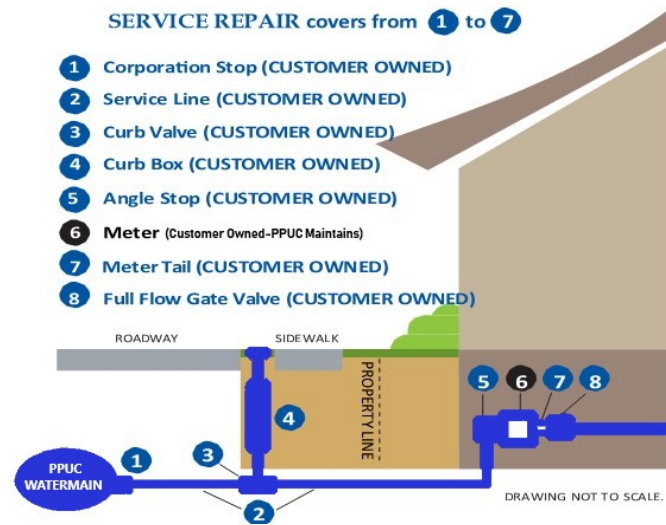 SERVICE REPAIR covers from 1 to 7
1 Corporation Stop (CUSTOMER OWNED)
2 Service Line (CUSTOMER OWNED)
3 Curb Valve (CUSTOMER OWNED)
4 Curb Box (CUSTOMER OWNED)
5 Angle Stop (CUSTOMER OWNED)
6 Meter (Customer Owned-PPUC Maintains)
7 Meter Tail (CUSTOMER OWNED)
8 Full Flow Gate Valve (CUSTOMER OWNED)
ROADWAY
SIDEWALK
PROPERTY LINE
5
6
7
8
4
3
1
PPUC
WATERMAIN
2
DRAWING NOT TO SCALE.